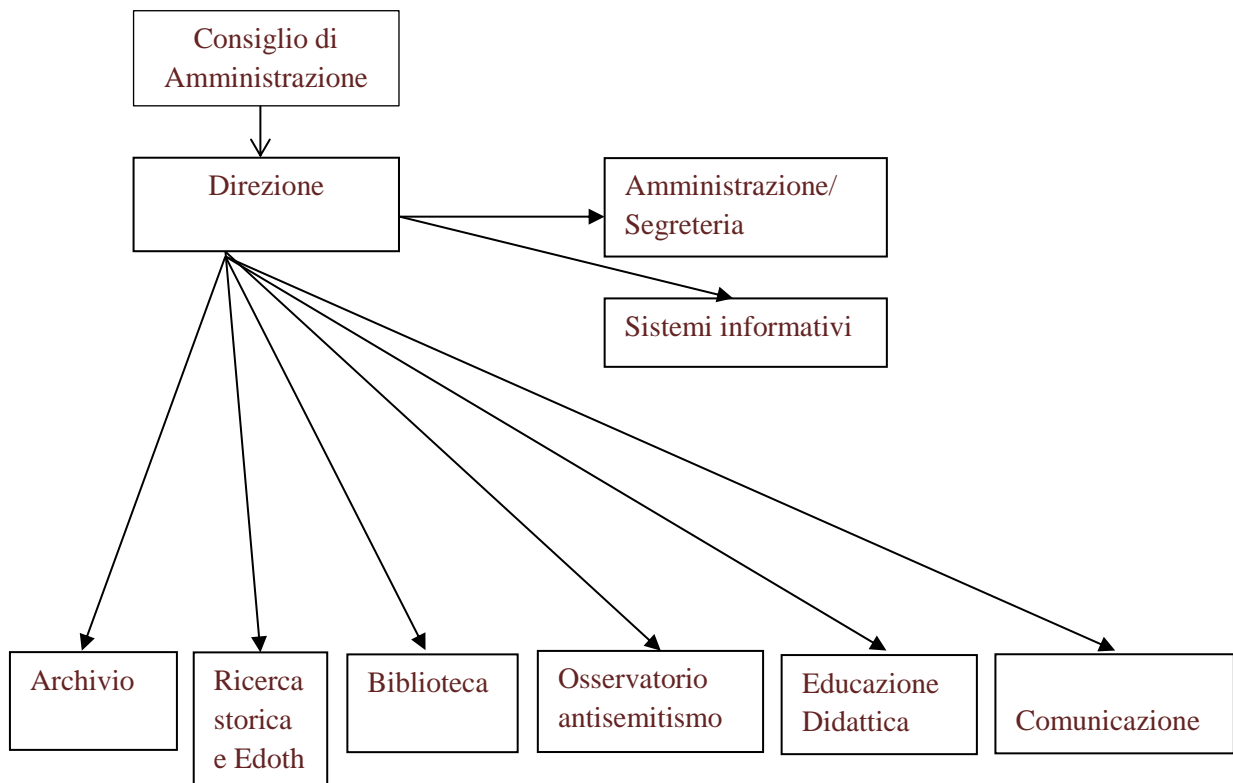 Consiglio di
Amministrazione
Direzione
Amministrazione/
Segreteria
Sistemi informativi
Archivio
Ricerca
storica
e Edoth
Biblioteca
Osservatorio
antisemitismo
Educazione
Didattica
Comunicazione